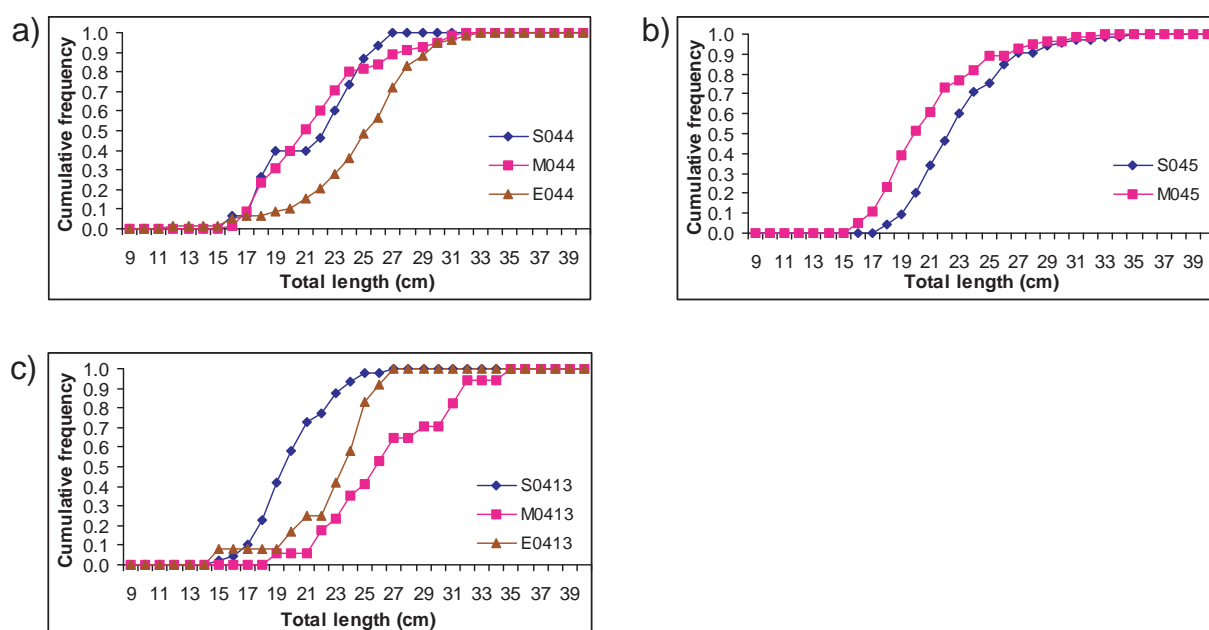 a)
Cumulative frequency
1.0
0.9
0.8
0.7
0.6
0.5
0.4
0.3
0.2
0.1
0.0
S044
M044
E044
9 11 13 15 17 19 21 23 25 27 29 31 33 35 37 39
Total length (cm)
b)
Cumulative frequency
1.0
0.9
0.8
0.7
0.6
0.5
0.4
0.3
0.2
0.1
0.0
S045
M045
9 11 13 15 17 19 21 23 25 27 29 31 33 35 37 39
Total length (cm)
c)
Cumulative frequency
1.0
0.9
0.8
0.7
0.6
0.5
0.4
0.3
0.2
0.1
0.0
S0413
M0413
E0413
9 11 13 15 17 19 21 23 25 27 29 31 33 35 37 39
Total length (cm)